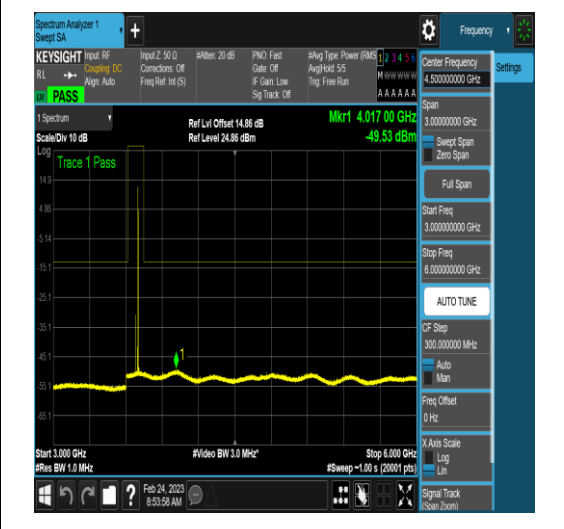 Spectrum Analyzer 1
Swept SA
+
Frequency
KEYSIGHT
RL
PASS
Input: RF
Coupling: DC
Align: Auto
Input Z: 50 Ω
Corrections: Off
Freq Ref: Int (S)
#Atten: 20 dB
PNO: Fast
Gate: Off
IF Gain: Low
Sig Track: Off
#Avg Type: Power (RMS
Avg|Hold: 5/5
Trig: Free Run
1 2 3 4 5 6
M W W W W W
A A A A A A
1 Spectrum
Scale/Div 10 dB
Ref Lvl Offset 14.86 dB
Ref Level 24.86 dBm
Mkr1 4.017 00 GHz
-49.53 dBm
Log
Trace 1 Pass
14.9
4.86
-5.14
-15.1
-25.1
-35.1
-45.1
-55.1
-65.1
1
Start 3.000 GHz
#Res BW 1.0 MHz
#Video BW 3.0 MHz*
Stop 6.000 GHz
#Sweep ~1.00 s (20001 pts)
?
Feb 24, 2023
8:53:58 AM
Center Frequency
4.500000000 GHz
Settings
Span
3.00000000 GHz
Swept Span
Zero Span
Full Span
Start Freq
3.000000000 GHz
Stop Freq
6.000000000 GHz
AUTO TUNE
CF Step
300.000000 MHz
Auto
Man
Freq Offset
0 Hz
X Axis Scale
Log
Lin
Signal Track
(Span Zoom)